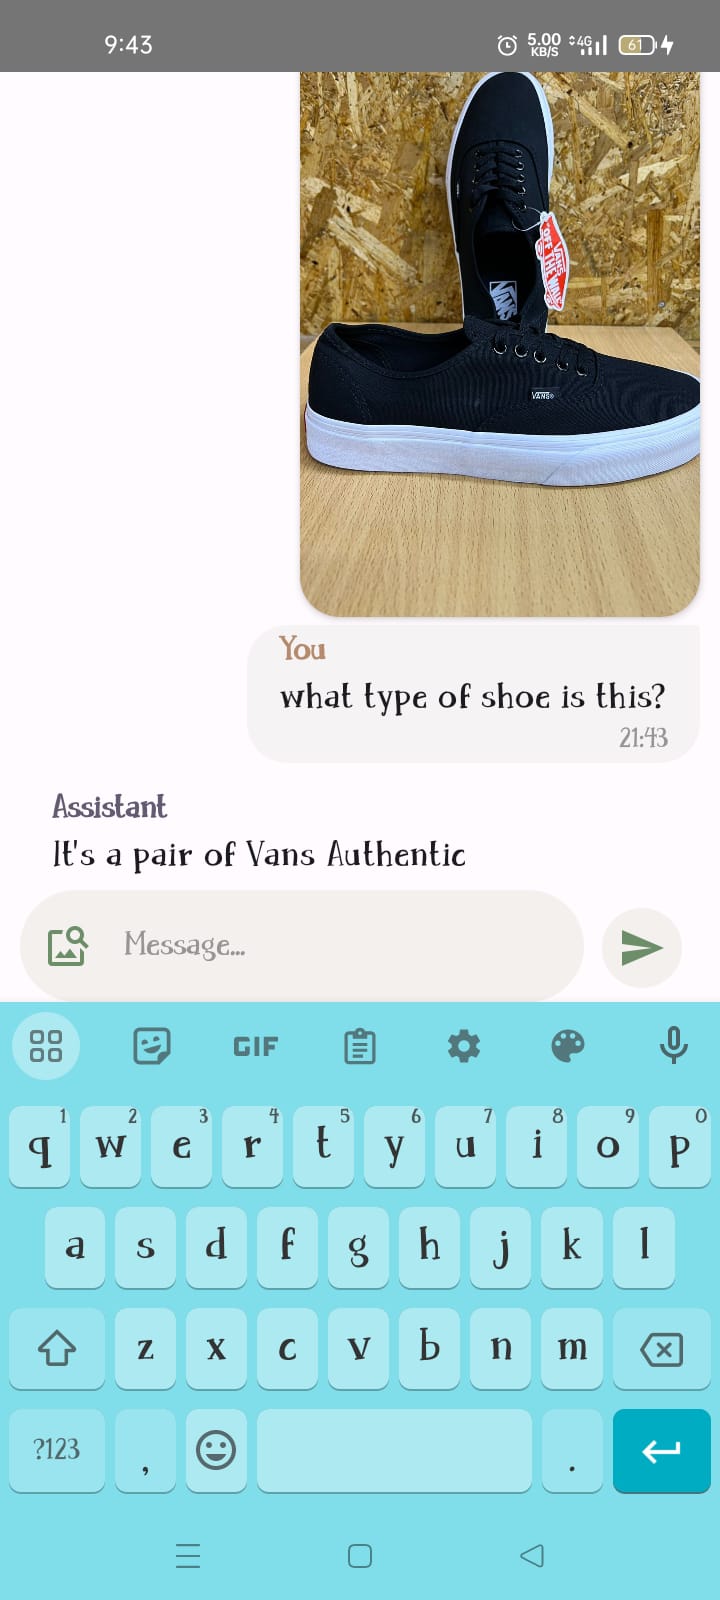 9:43
5.00
KB/S
4G
61
VANS
"OFF THE WALL"
VANS
VANS
You
what type of shoe is this?
21:43
Assistant
It's a pair of Vans Authentic
Message...
GIF
1 2 3 4 5 6 7 8 9 0
q w e r t y u i o p
a s d f g h j k l
z x c v b n m
?123 , .